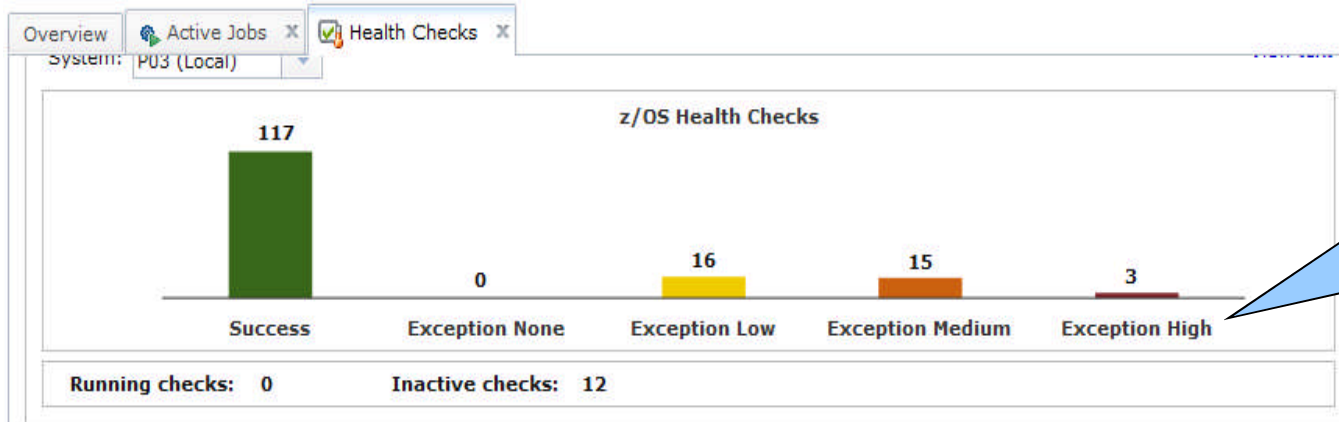 Overview Active Jobs x Health Checks x
System: P03 (Local)
z/OS Health Checks
117 0 16 15 3
Success Exception None Exception Low Exception Medium Exception High
Running checks: 0 Inactive checks: 12